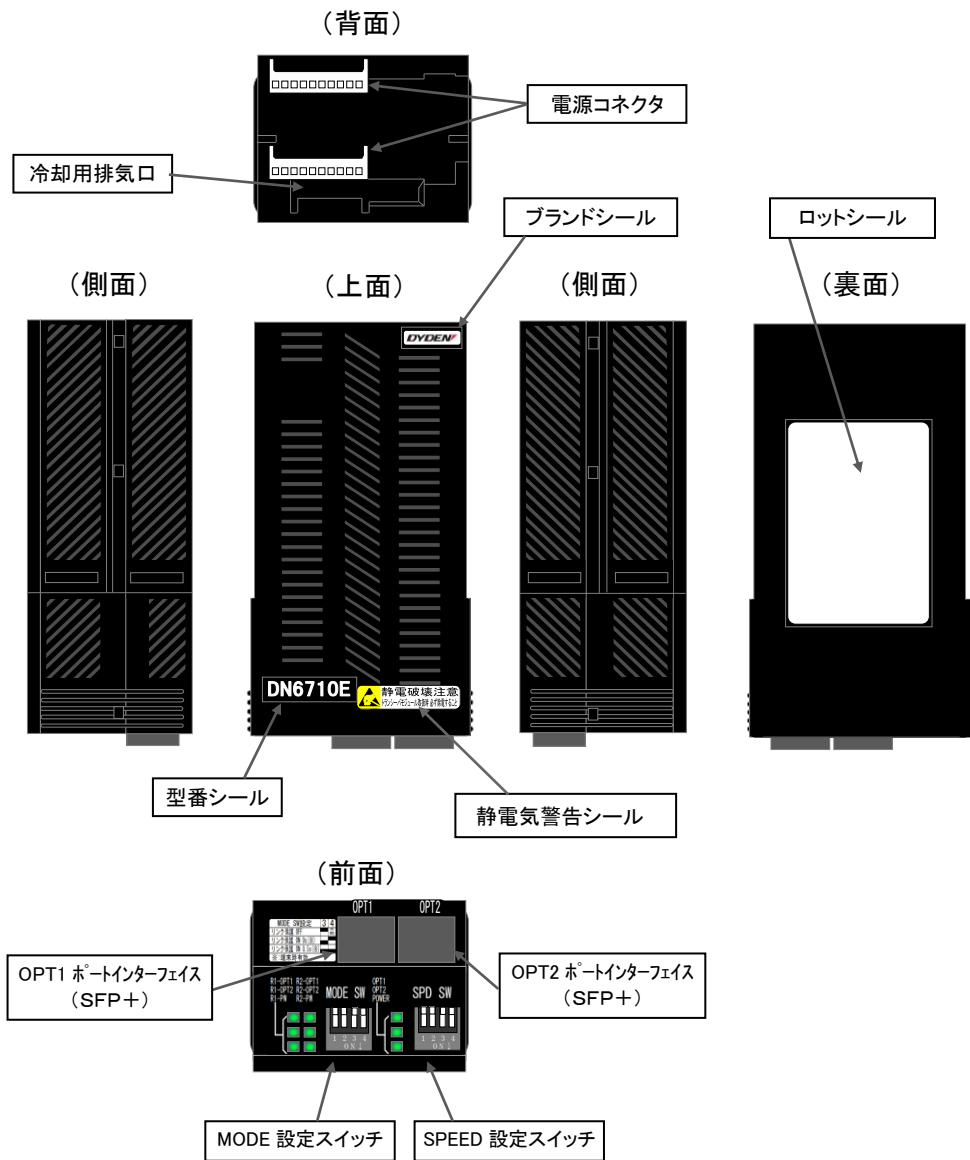 （背面）
電源コネクタ
冷却用排気口
ブランドシール
ロットシール
（側面）
（上面）
（側面）
（裏面）
DYDEN
DN6710E
静電破壊注意
型番シール
静電気警告シール
（前面）
OPT1 OPT2
MODE SW設定 3 4
OPT1 ポートインターフェイス
（SFP＋）
OPT2 ポートインターフェイス
（SFP＋）
R1-OPT1 R2-OPT1
R1-OPT2 R2-OPT2
R1-PW R2-PW
MODE SW
OPT1
OPT2
POWER
SPD SW
1 2 3 4
ON↓
1 2 3 4
ON↓
MODE 設定スイッチ
SPEED 設定スイッチ